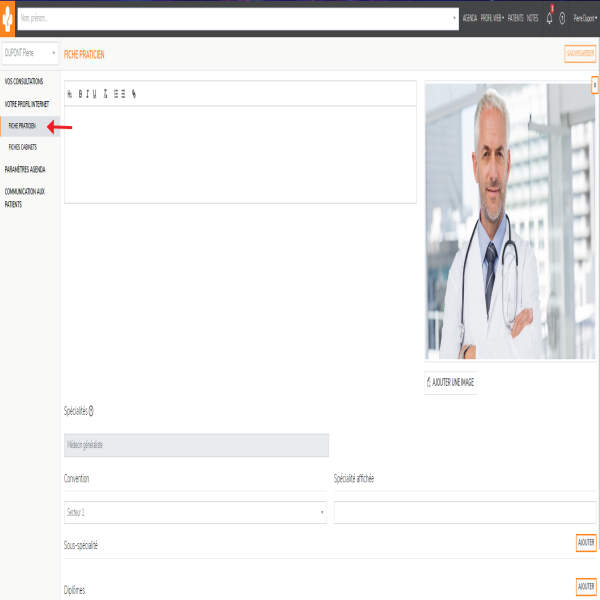 Nom, prénom...
AGENDA PROFIL WEB PATIENTS NOTES Pierre Dupont
DUPONT Pierre
FICHE PRATICIEN
SAUVEGARDER
VOS CONSULTATIONS
VOTRE PROFIL INTERNET
FICHE PRATICIEN
FICHES CABINETS
PARAMÈTRES AGENDA
COMMUNICATION AUX
PATIENTS
B I U
x
AJOUTER UNE IMAGE
Spécialités
Médecin généraliste
Convention
Spécialité affichée
Secteur 1
Sous-spécialité
AJOUTER
Diplômes
AJOUTER